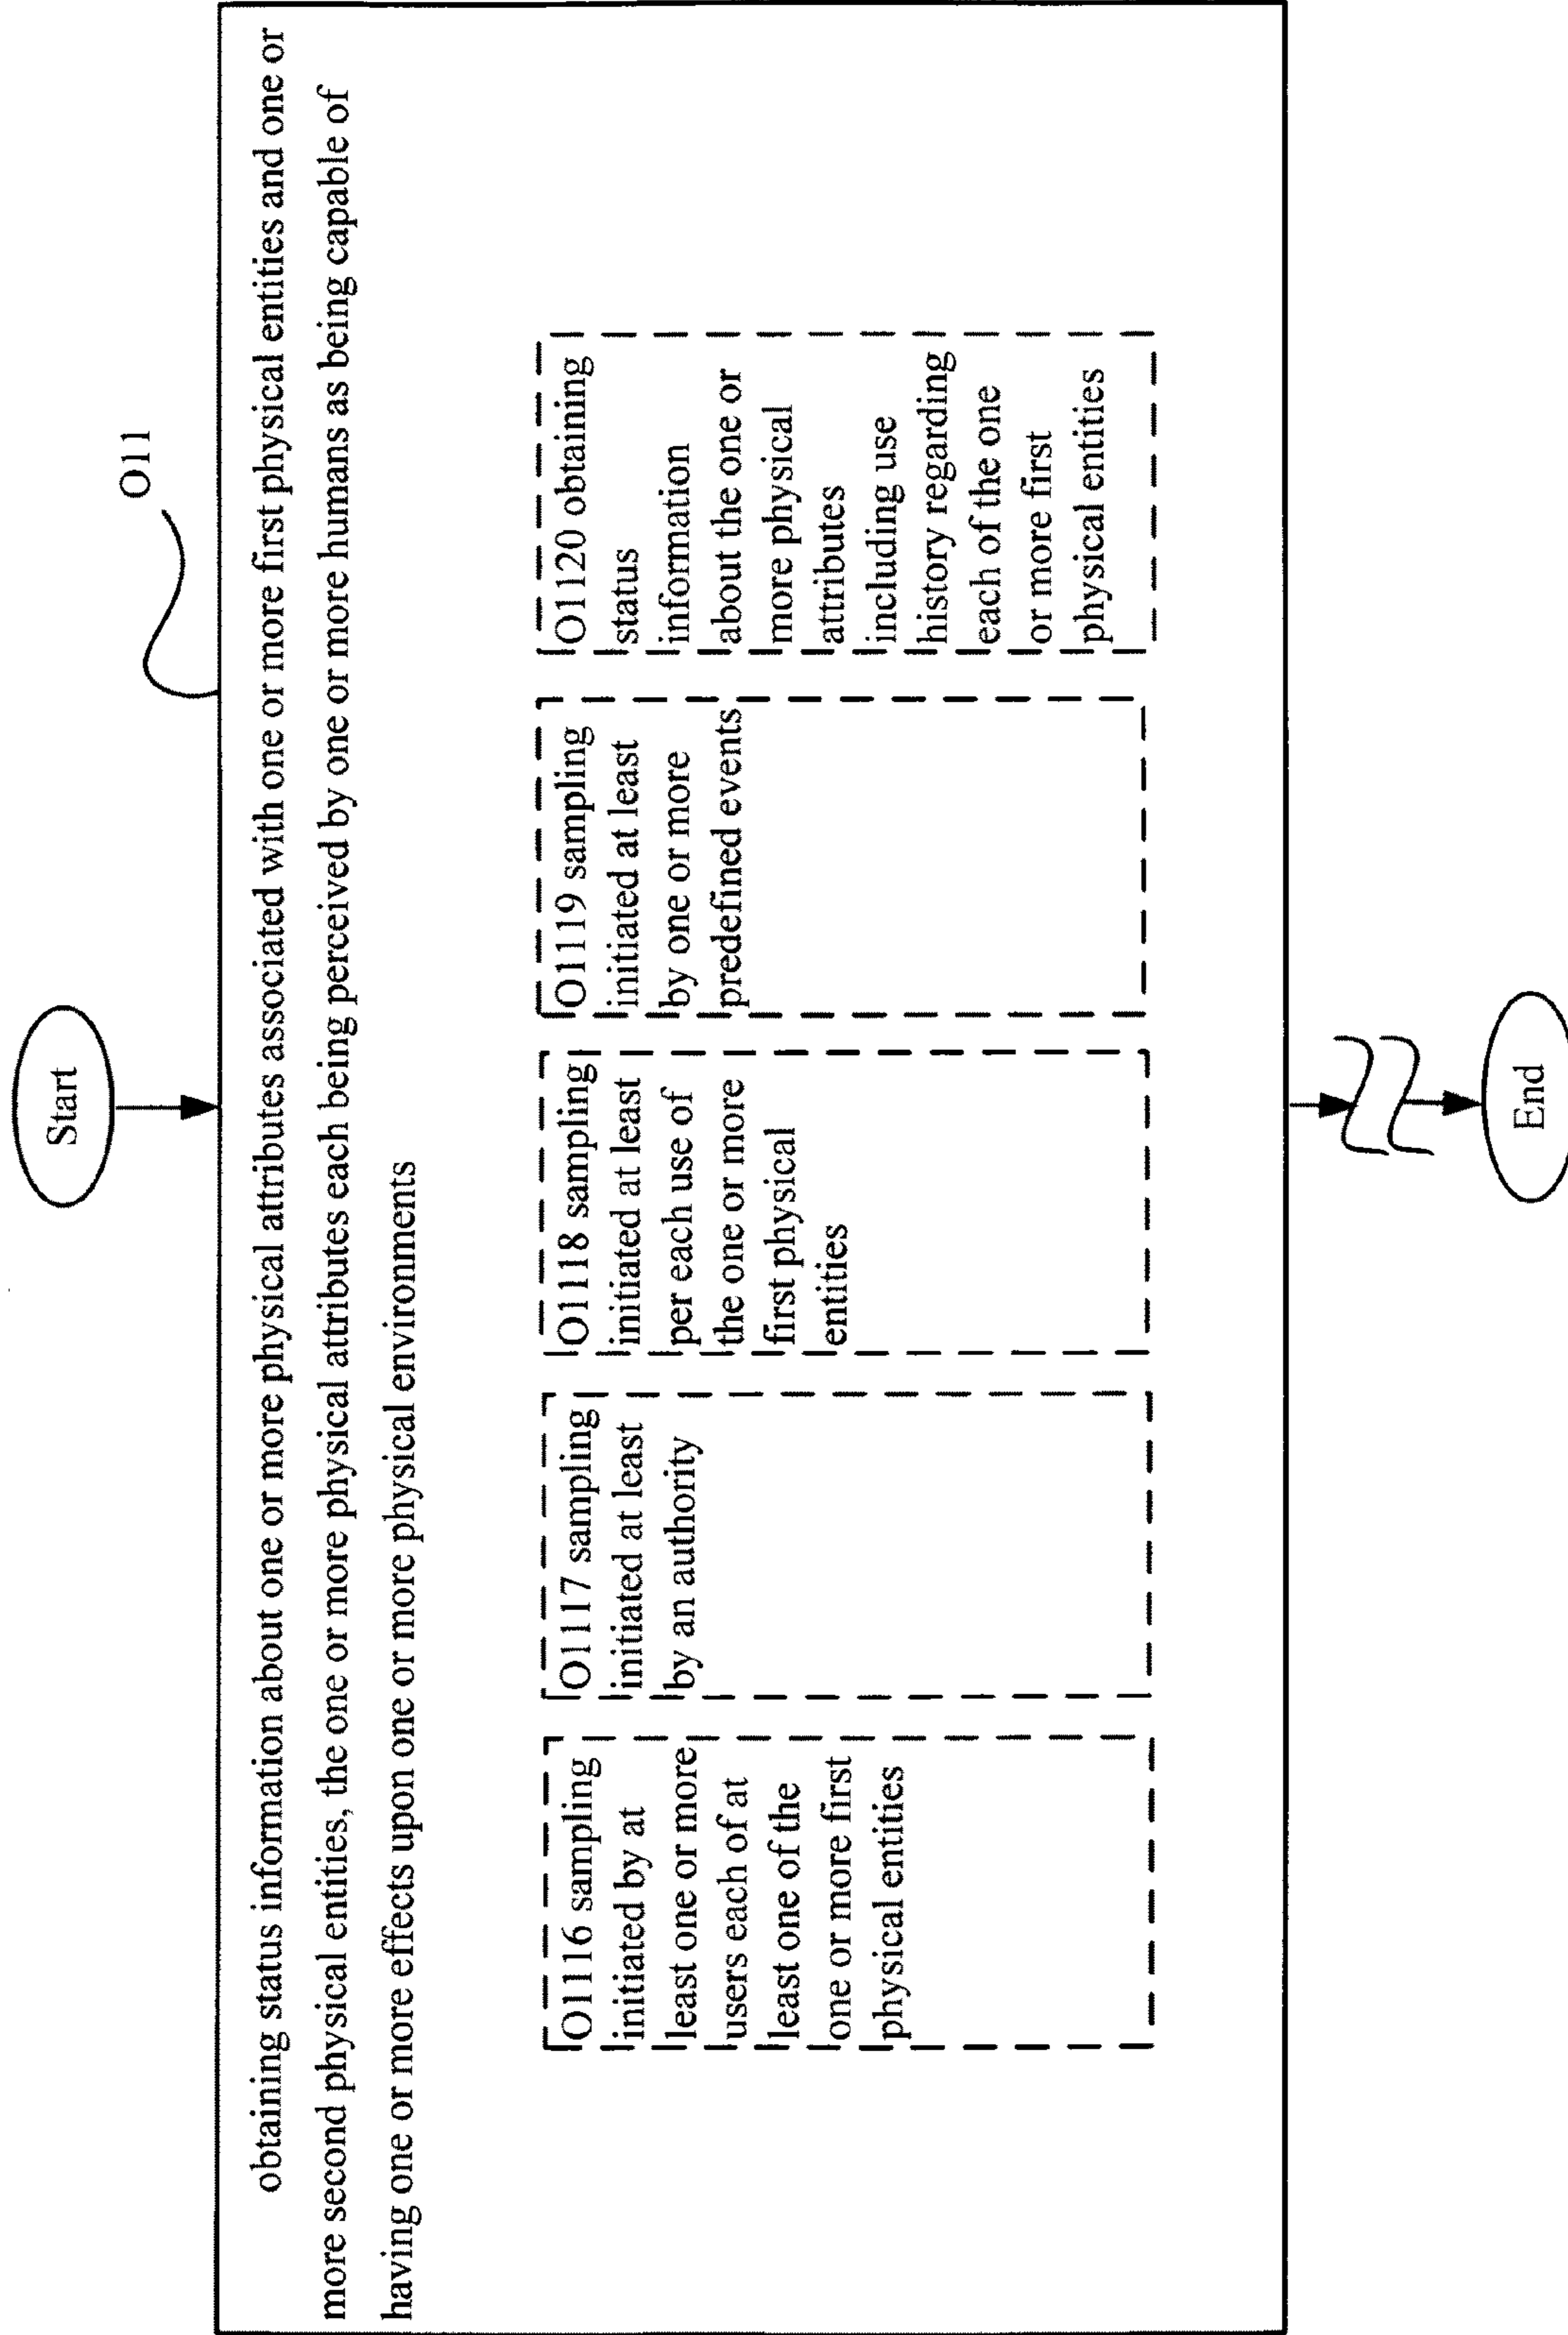 Start
O11
obtaining status information about one or more physical attributes associated with one or more first physical entities and one or
more second physical entities, the one or more physical attributes each being perceived by one or more humans as being capable of
having one or more effects upon one or more physical environments
O1116 sampling
initiated by at
least one or more
users each of at
least one of the
one or more first
physical entities
O1117 sampling
initiated at least
by an authority
O1118 sampling
initiated at least
per each use of
the one or more
first physical
entities
O1119 sampling
initiated at least
by one or more
predefined events
O1120 obtaining
status
information
about the one or
more physical
attributes
including use
history regarding
each of the one
or more first
physical entities
End